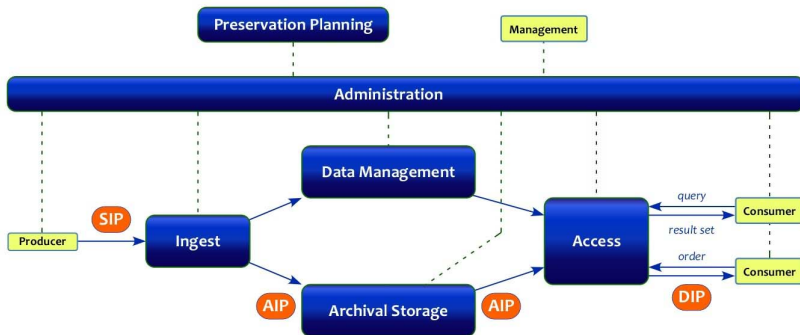 Preservation Planning
Management
Administration
Data Management
SIP
query
Producer
Ingest
Access
Consumer
result set
order
AIP
Archival Storage
AIP
DIP
Consumer